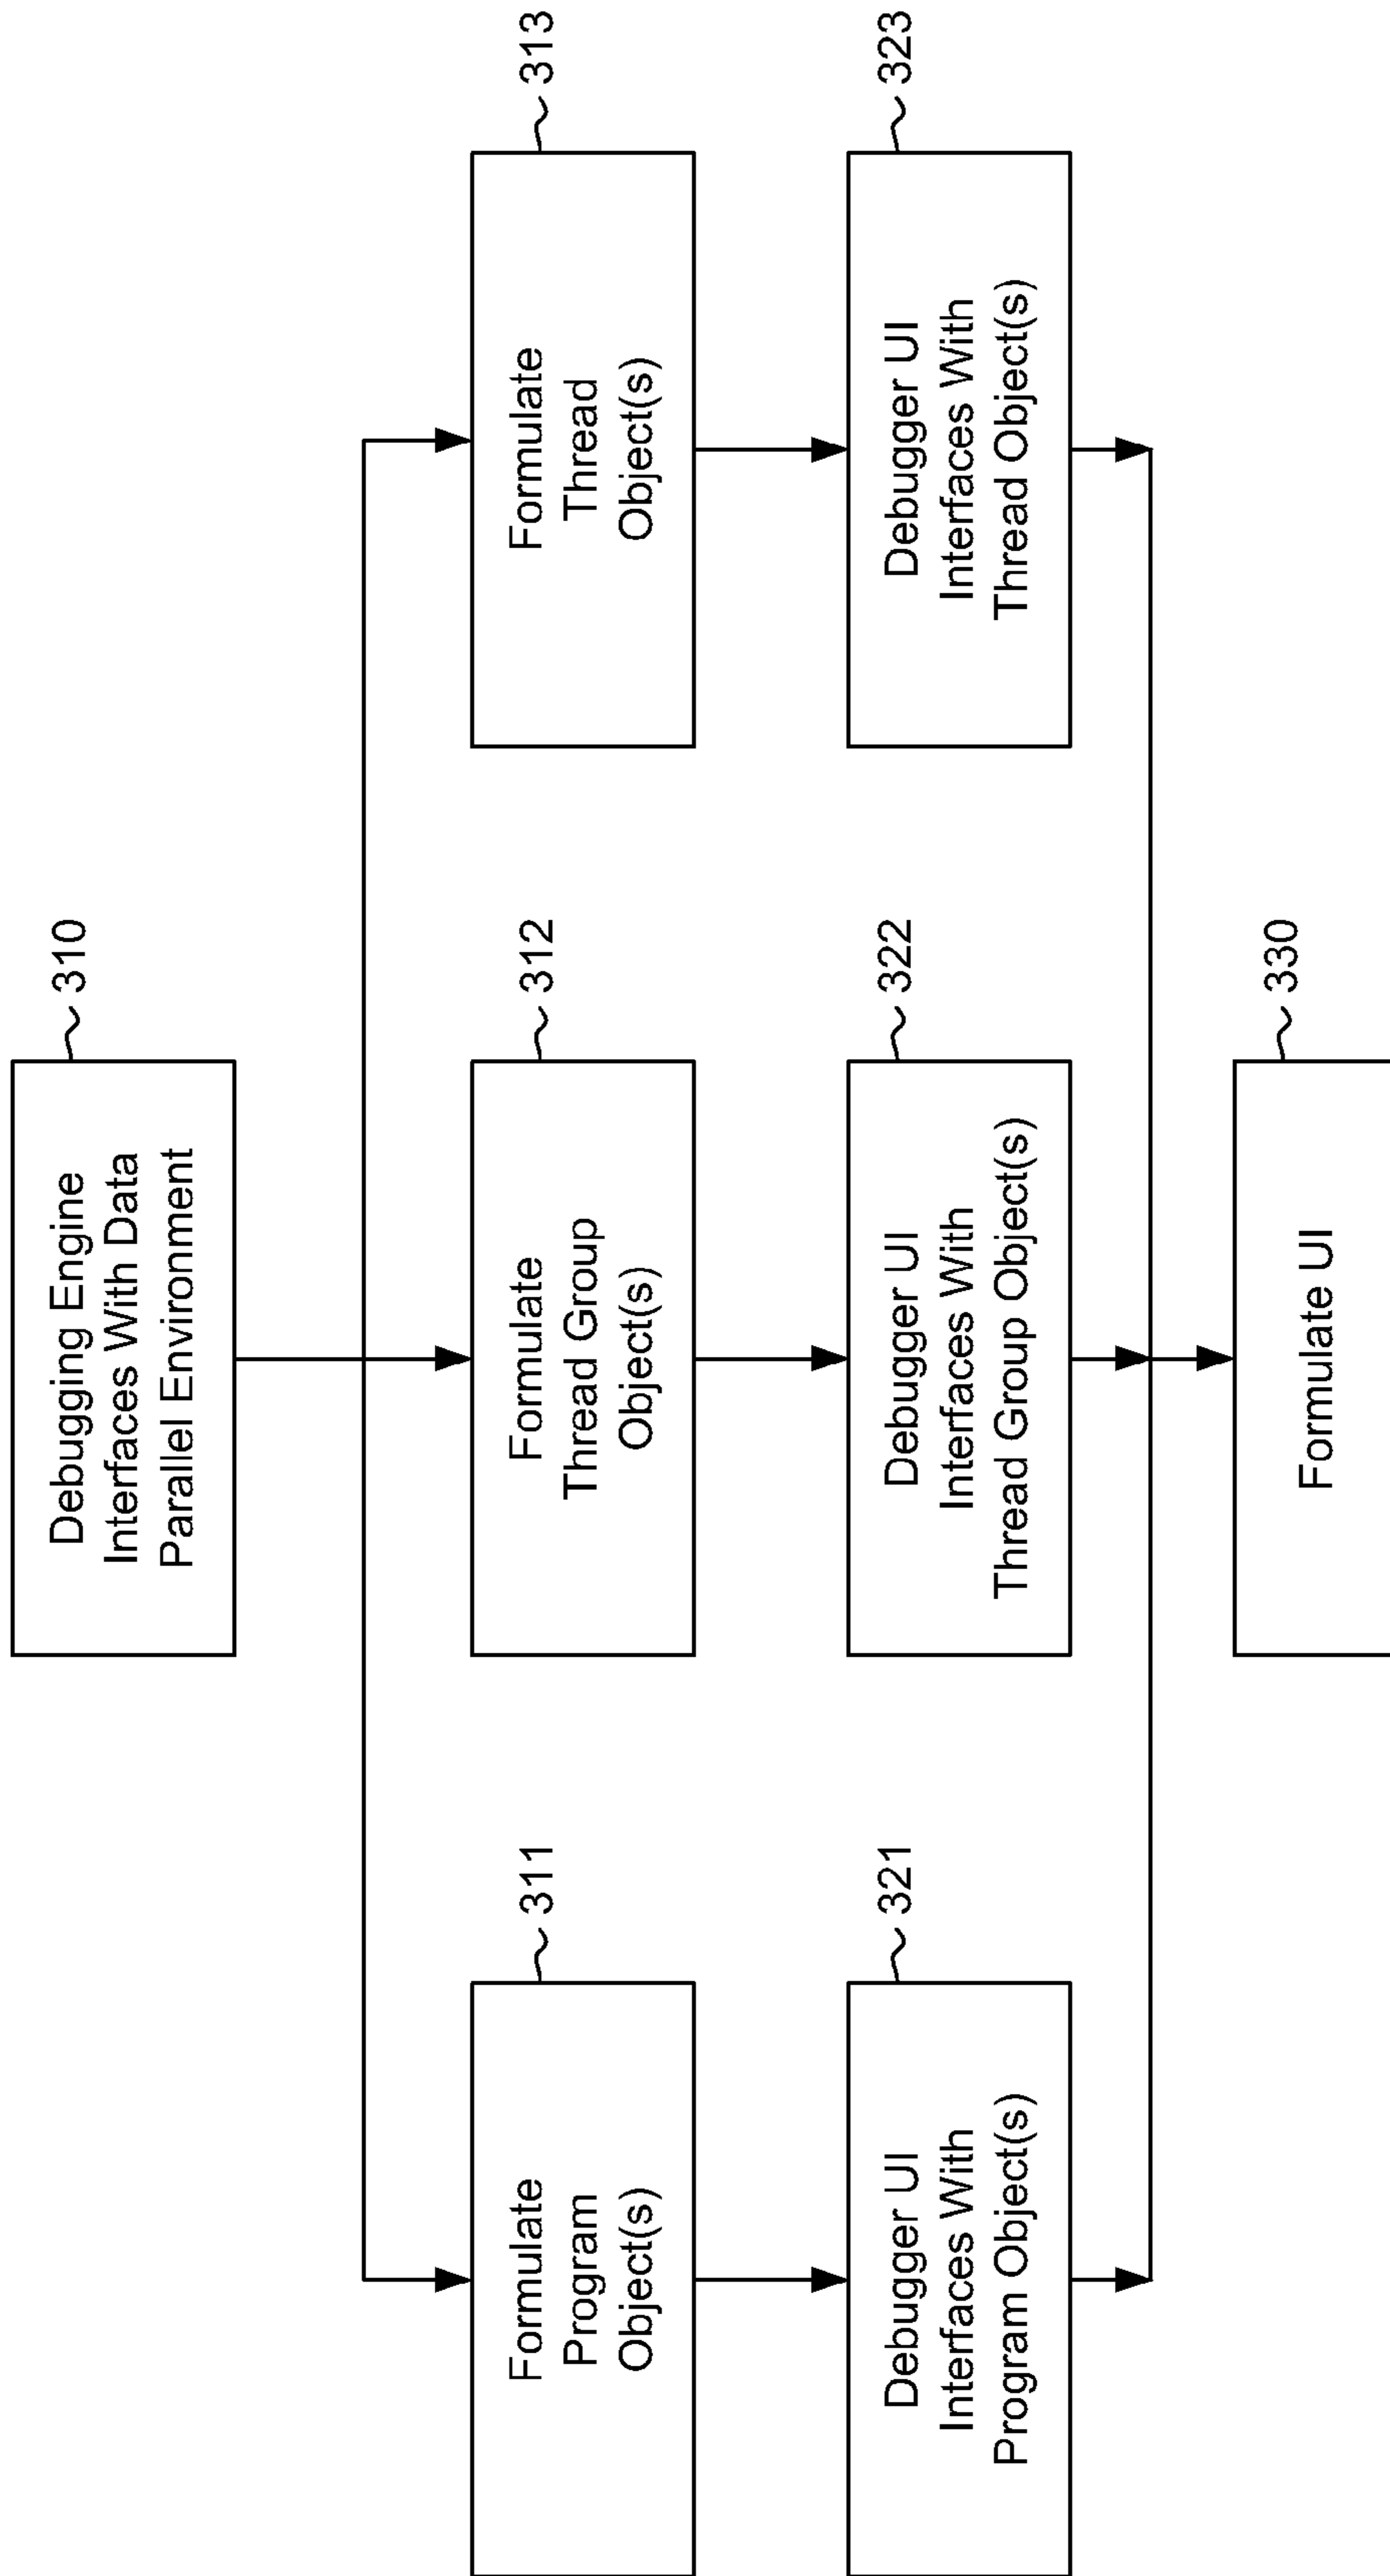 Debugging Engine
Interfaces With Data
Parallel Environment
310
Formulate
Program
Object(s)
311
Formulate
Thread Group
Object(s)
312
Formulate
Thread
Object(s)
313
Debugger UI
Interfaces With
Program Object(s)
321
Debugger UI
Interfaces With
Thread Group Object(s)
322
Debugger UI
Interfaces With
Thread Object(s)
323
Formulate UI
330